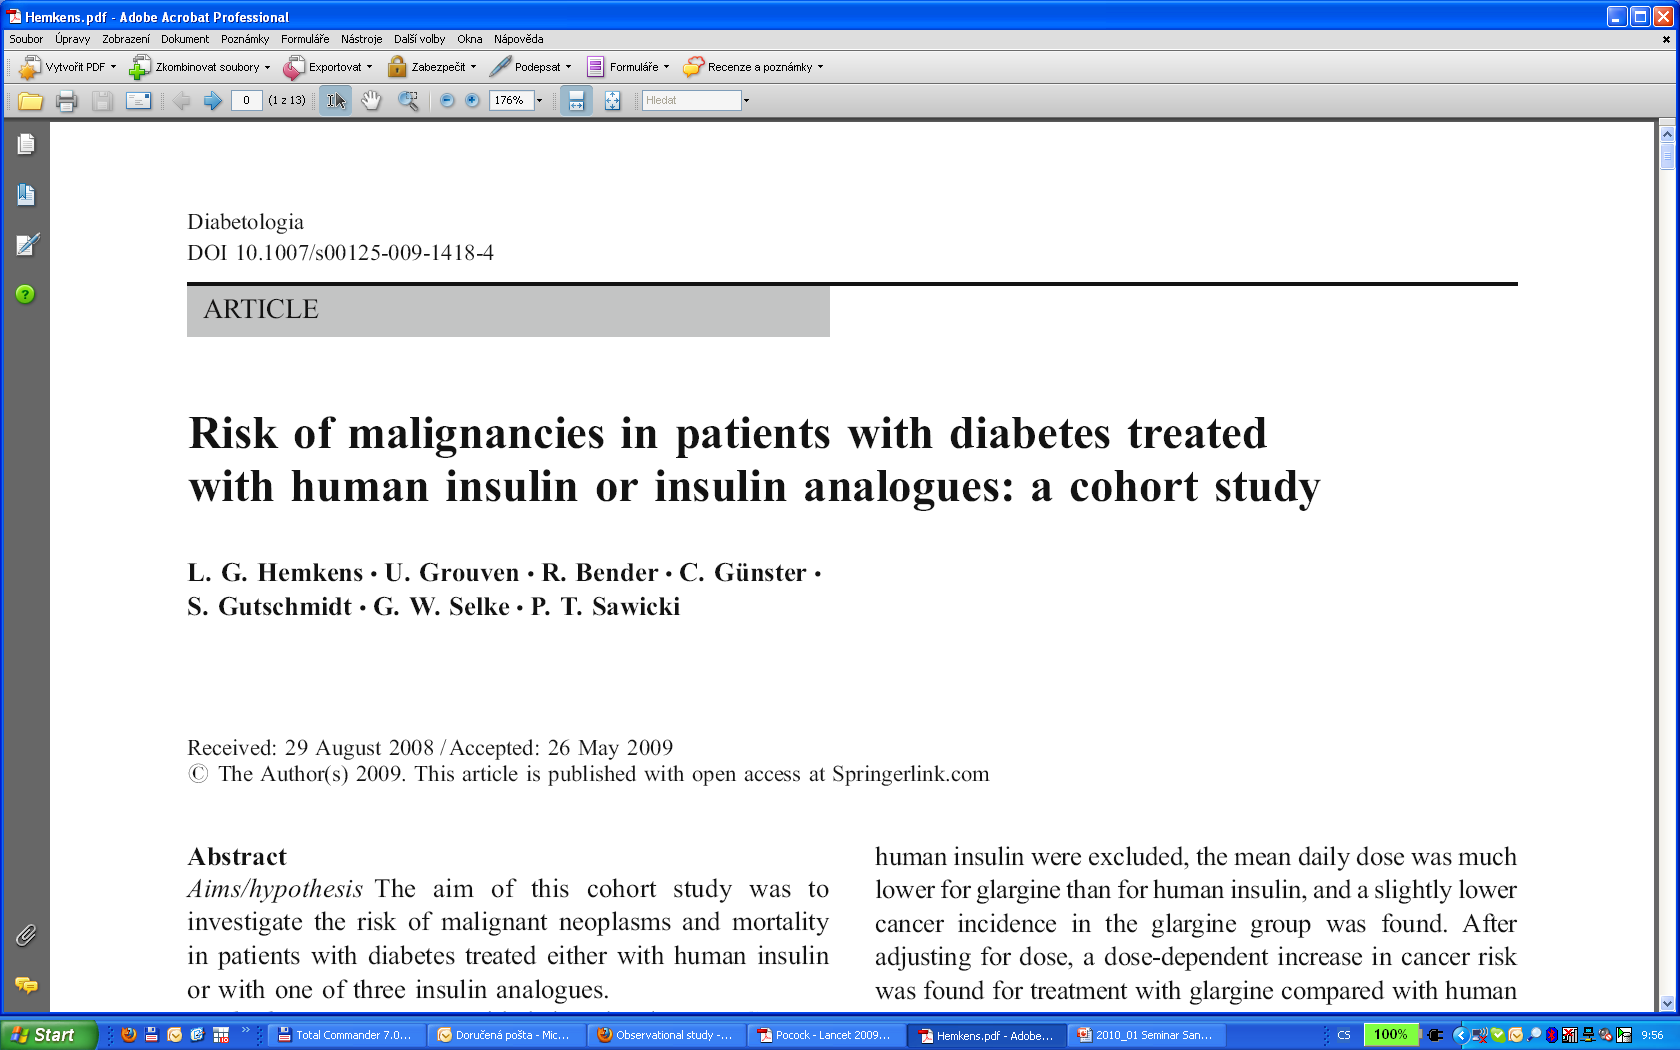 Hemkens.pdf - Adobe Acrobat Professional
Soubor Úpravy Zobrazení Dokument Poznámky Formuláře Nástroje Další volby Okna Nápověda
Vytvořit PDF Zkombinovat soubory Exportovat Zabezpečit Podepsat Formuláře Recenze a poznámky
0 (1 z 13) 176% Hledat
Diabetologia
DOI 10.1007/s00125-009-1418-4
ARTICLE
Risk of malignancies in patients with diabetes treated
with human insulin or insulin analogues: a cohort study
L. G. Hemkens • U. Grouven • R. Bender • C. Günster •
S. Gutschmidt • G. W. Selke • P. T. Sawicki
Received: 29 August 2008 / Accepted: 26 May 2009
© The Author(s) 2009. This article is published with open access at Springerlink.com
Abstract
Aims/hypothesis The aim of this cohort study was to
investigate the risk of malignant neoplasms and mortality
in patients with diabetes treated either with human insulin
or with one of three insulin analogues.
human insulin were excluded, the mean daily dose was much
lower for glargine than for human insulin, and a slightly lower
cancer incidence in the glargine group was found. After
adjusting for dose, a dose-dependent increase in cancer risk
was found for treatment with glargine compared with human
Start Total Commander 7.0... Doručená pošta - Mic... Observational study -... Pocock - Lancet 2009... Hemkens.pdf - Adobe... 2010_01 Seminar San... CS 100% 9:56